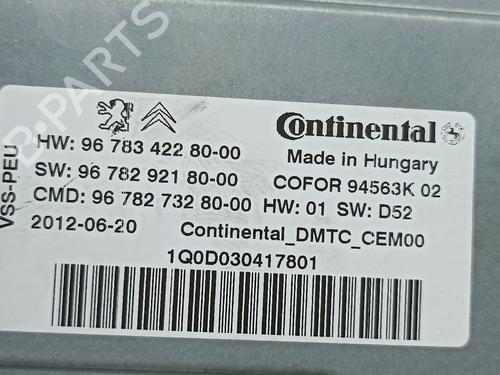 B-PARTS
Continental
HW: 96 783 422 80-00
Made in Hungary
SW: 96 782 921 80-00
COFOR 94563K 02
CMD: 96 782 732 80-00
HW: 01 SW: D52
2012-06-20
Continental_DMTC_CEM00
1Q0D030417801
VSS-PEU